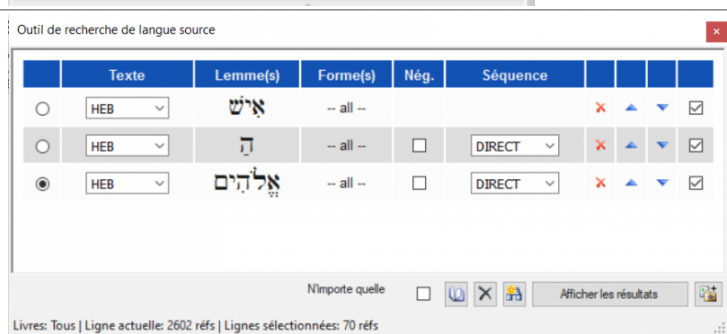 Outil de recherche de langue source
Texte Lemme(s) Forme(s) Nég. Séquence
HEB אִישׁ -- all --
HEB הַ -- all -- DIRECT
HEB אֱלֹהִים -- all -- DIRECT
N'importe quelle Afficher les résultats
Livres: Tous | Ligne actuelle: 2602 réfs | Lignes sélectionnées: 70 réfs